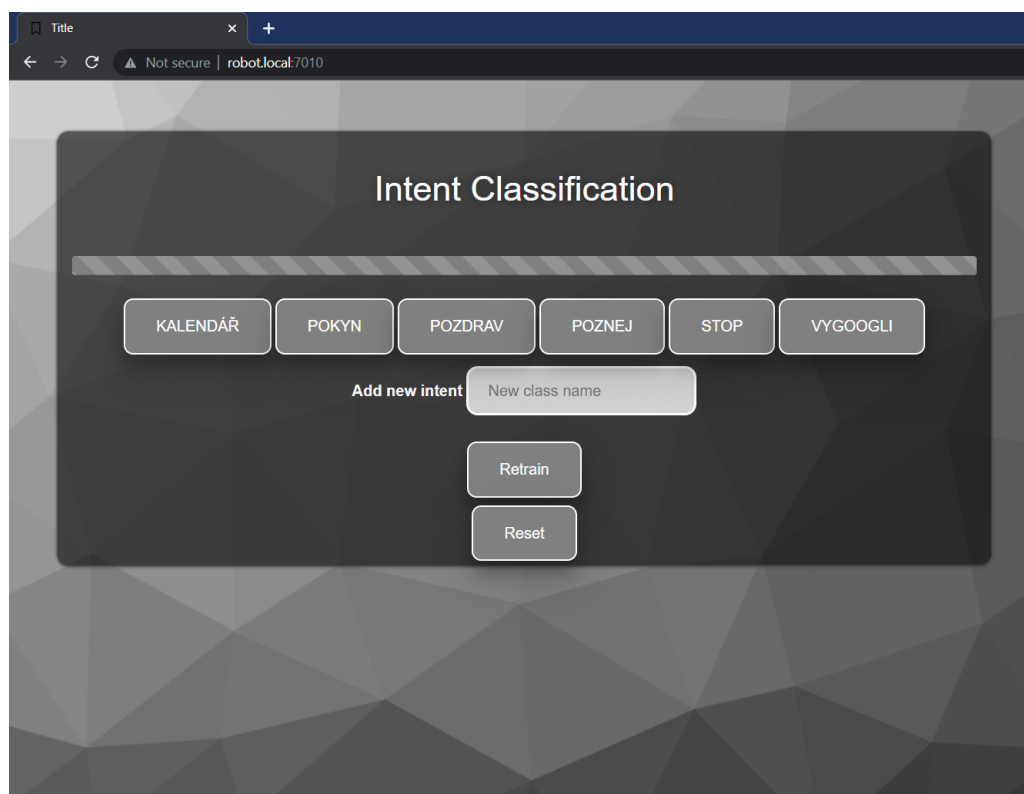 Title
Not secure | robot.local:7010
Intent Classification
KALENDÁŘ POKYN POZDRAV POZNEJ STOP VYGOOGLI
Add new intent New class name
Retrain
Reset